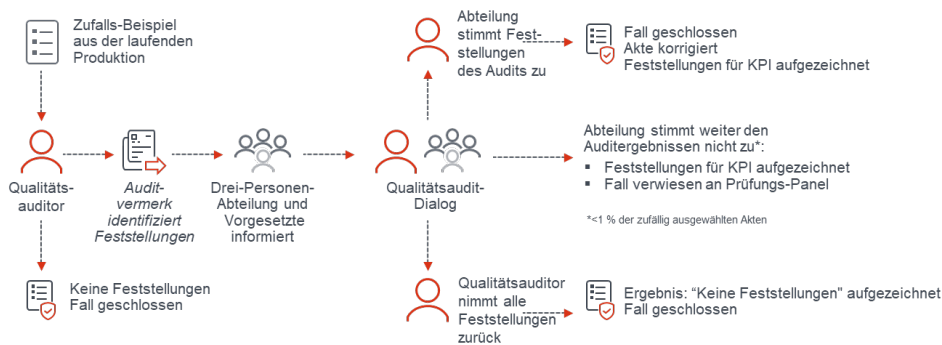 Zufalls-Beispiel
aus der laufenden
Produktion
Qualitäts-
auditor
Audit-
vermerk
identifiziert
Feststellungen
Drei-Personen-
Abteilung und
Vorgesetzte
informiert
Qualitätsaudit-
Dialog
Keine Feststellungen
Fall geschlossen
Abteilung
stimmt Fest-
stellungen
des Audits zu
Fall geschlossen
Akte korrigiert
Feststellungen für KPI aufgezeichnet
Abteilung stimmt weiter den
Auditergebnissen nicht zu*:
▪ Feststellungen für KPI aufgezeichnet
▪ Fall verwiesen an Prüfungs-Panel
*<1 % der zufällig ausgewählten Akten
Qualitätsauditor
nimmt alle
Feststellungen
zurück
Ergebnis: “Keine Feststellungen" aufgezeichnet
Fall geschlossen